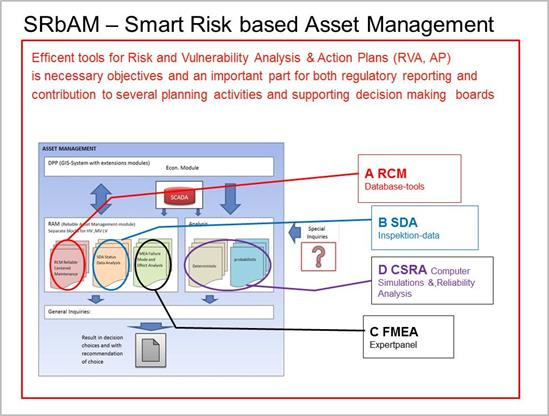 SRbAM – Smart Risk based Asset Management
Efficent tools for Risk and Vulnerability Analysis & Action Plans (RVA, AP)
is necessary objectives and an important part for both regulatory reporting and
contribution to several planning activities and supporting decision making boards
ASSET MANAGEMENT
DPP (GIS-System with extensions modules)
Econ. Module
SCADA
RAM (Reliable Asset Management-module)
Separate blocks for HV ,MV LV
Analysis
RCM Reliable
Centered
Maintenance
SDA Status
Data Analysis
FMEA Failure
Mode and
Effect Analysis
Deterministic
probabilistic
Special
Inquiries
?
General Inquiries:
Result in decision
choices and with
recommendation
of choice
A RCM
Database-tools
B SDA
Inspektion-data
D CSRA Computer
Simulations & Reliability
Analysis
C FMEA
Expertpanel